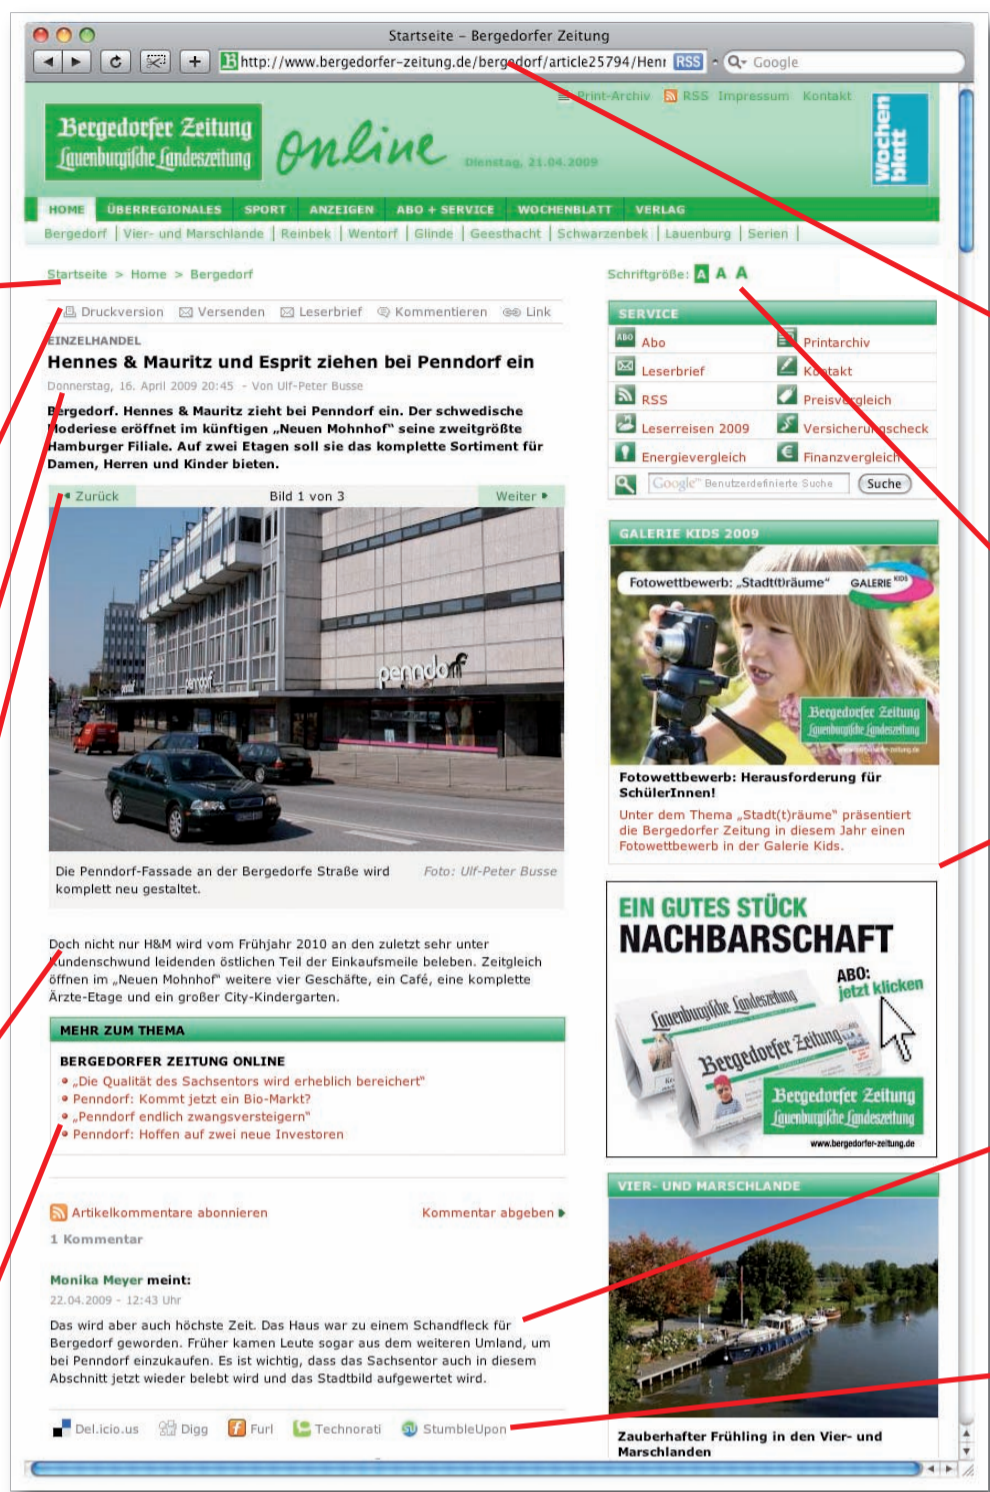 Startseite – Bergedorfer Zeitung
http://www.bergedorfer-zeitung.de/bergedorf/article25794/Henr RSS Google
Print-Archiv RSS Impressum Kontakt
Bergedorfer Zeitung
Lauenburgische Landeszeitung
online
Dienstag, 21.04.2009
Wochen
blatt
HOME ÜBERREGIONALES SPORT ANZEIGEN ABO + SERVICE WOCHENBLATT VERLAG
Bergedorf | Vier- und Marschlande | Reinbek | Wentorf | Glinde | Geesthacht | Schwarzenbek | Lauenburg | Serien |
Startseite > Home > Bergedorf
Schriftgröße: A A A
Druckversion Versenden Leserbrief Kommentieren Link
EINZELHANDEL
Hennes & Mauritz und Esprit ziehen bei Penndorf ein
Donnerstag, 16. April 2009 20:45 - Von Ulf-Peter Busse
Bergedorf. Hennes & Mauritz zieht bei Penndorf ein. Der schwedische
Moderiese eröffnet im künftigen „Neuen Mohnhof“ seine zweitgrößte
Hamburger Filiale. Auf zwei Etagen soll sie das komplette Sortiment für
Damen, Herren und Kinder bieten.
Zurück Bild 1 von 3 Weiter
penndorf
penndorf
Die Penndorf-Fassade an der Bergedorfe Straße wird
komplett neu gestaltet.
Foto: Ulf-Peter Busse
Doch nicht nur H&M wird vom Frühjahr 2010 an den zuletzt sehr unter
Kundenschwund leidenden östlichen Teil der Einkaufsmeile beleben. Zeitgleich
öffnen im „Neuen Mohnhof“ weitere vier Geschäfte, ein Café, eine komplette
Ärzte-Etage und ein großer City-Kindergarten.
MEHR ZUM THEMA
BERGEDORFER ZEITUNG ONLINE
„Die Qualität des Sachsentors wird erheblich bereichert“
Penndorf: Kommt jetzt ein Bio-Markt?
„Penndorf endlich zwangsversteigern“
Penndorf: Hoffen auf zwei neue Investoren
Artikelkommentare abonnieren Kommentar abgeben
1 Kommentar
Monika Meyer meint:
22.04.2009 - 12:43 Uhr
Das wird aber auch höchste Zeit. Das Haus war zu einem Schandfleck für
Bergedorf geworden. Früher kamen Leute sogar aus dem weiteren Umland, um
bei Penndorf einzukaufen. Es ist wichtig, dass das Sachsentor auch in diesem
Abschnitt jetzt wieder belebt wird und das Stadtbild aufgewertet wird.
Del.icio.us Digg Furl Technorati StumbleUpon
SERVICE
ABO Abo Printarchiv
Leserbrief Kontakt
RSS Preisvergleich
Leserreisen 2009 Versicherungscheck
Energievergleich Finanzvergleich
Google Benutzerdefinierte Suche Suche
GALERIE KIDS 2009
Fotowettbewerb: „Stadt(t)räume“ GALERIE KIDS
Bergedorfer Zeitung
Lauenburgische Landeszeitung
www.bergedorfer-zeitung.de
Fotowettbewerb: Herausforderung für
SchülerInnen!
Unter dem Thema „Stadt(t)räume“ präsentiert
die Bergedorfer Zeitung in diesem Jahr einen
Fotowettbewerb in der Galerie Kids.
EIN GUTES STÜCK
NACHBARSCHAFT
ABO:
jetzt klicken
Lauenburgische Landeszeitung
Bergedorfer Zeitung
Bergedorfer Zeitung
Lauenburgische Landeszeitung
www.bergedorfer-zeitung.de
VIER- UND MARSCHLANDE
Zauberhafter Frühling in den Vier- und
Marschlanden